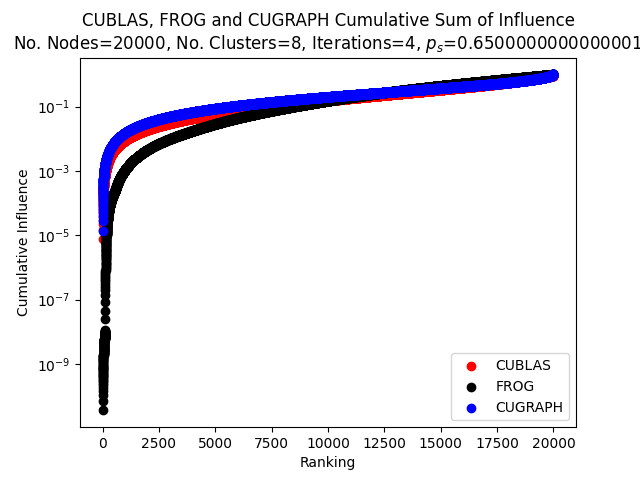 CUBLAS, FROG and CUGRAPH Cumulative Sum of Influence
No. Nodes=20000, No. Clusters=8, Iterations=4, $p_s$=0.6500000000000001
Cumulative Influence
10⁻¹
10⁻³
10⁻⁵
10⁻⁷
10⁻⁹
CUBLAS
FROG
CUGRAPH
0 2500 5000 7500 10000 12500 15000 17500 20000
Ranking